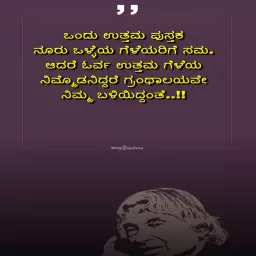 ಒಂದು ಉತ್ತಮ ಪುಸ್ತಕ
ನೂರು ಒಳ್ಳೆಯ ಗೆಳೆಯರಿಗೆ ಸಮ.
ಆದರೆ ಓರ್ವ ಉತ್ತಮ ಗೆಳೆಯ
ನಿಮ್ಮೊಡನಿದ್ದರೆ ಗ್ರಂಥಾಲಯವೇ
ನಿಮ್ಮ ಬಳಿಯಿದ್ದಂತೆ..!!